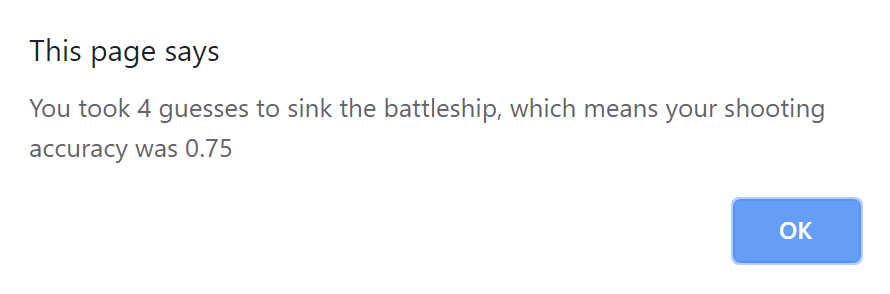 This page says
You took 4 guesses to sink the battleship, which means your shooting
accuracy was 0.75
OK